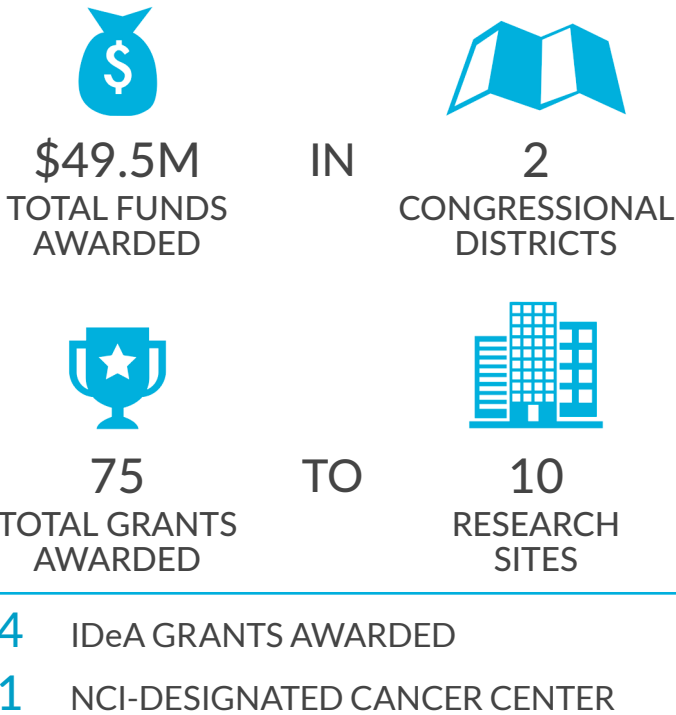 $
$49.5M IN 2
TOTAL FUNDS CONGRESSIONAL
AWARDED DISTRICTS
75 TO 10
TOTAL GRANTS RESEARCH
AWARDED SITES
4 IDeA GRANTS AWARDED
1 NCI-DESIGNATED CANCER CENTER